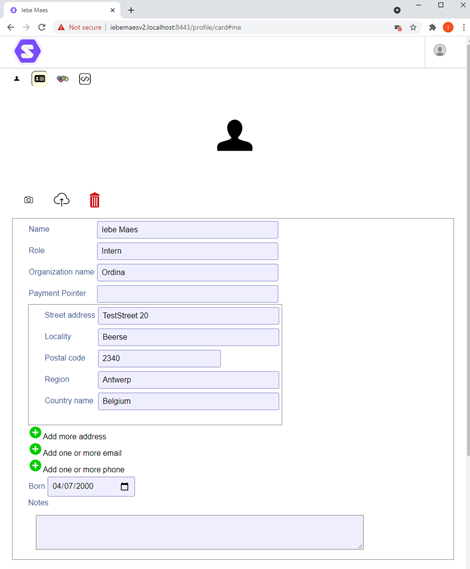 Iebe Maes
Not secure | iebemaesv2.localhost:8443/profile/card#me
Name Iebe Maes
Role Intern
Organization name Ordina
Payment Pointer
Street address TestStreet 20
Locality Beerse
Postal code 2340
Region Antwerp
Country name Belgium
Add more address
Add one or more email
Add one or more phone
Born 04/07/2000
Notes